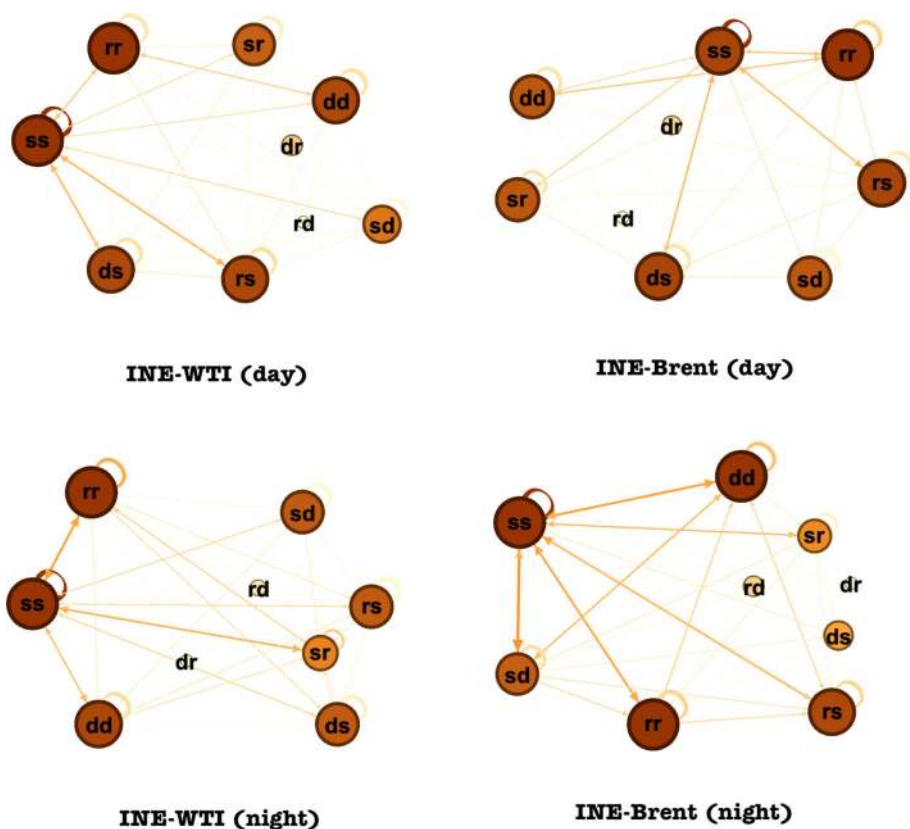 rr
sr
dd
ss
dr
rd
sd
ds
rs
INE-WTI (day)
ss
rr
dd
dr
rs
sr
rd
ds
sd
INE-Brent (day)
rr
sd
rd
ss
rs
sr
dr
dd
ds
INE-WTI (night)
dd
ss
sr
rd
dr
ds
sd
rs
rr
INE-Brent (night)